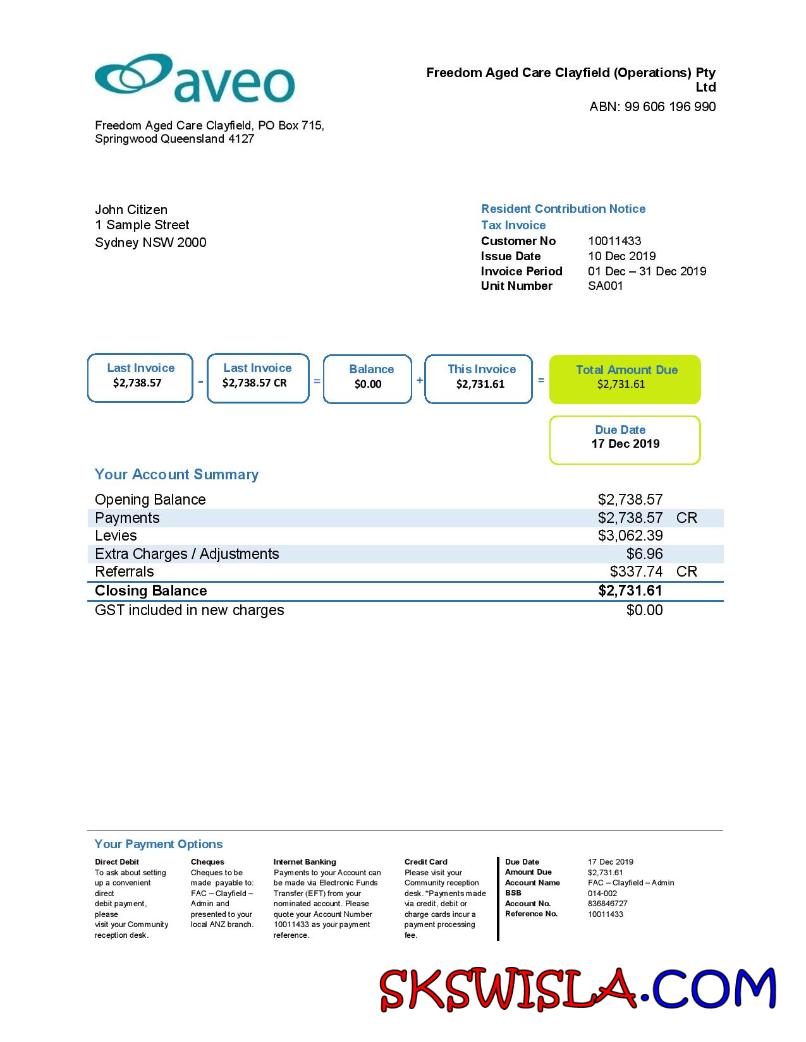 aveo
Freedom Aged Care Clayfield (Operations) Pty
Ltd
ABN: 99 606 196 990
Freedom Aged Care Clayfield, PO Box 715,
Springwood Queensland 4127
John Citizen
1 Sample Street
Sydney NSW 2000
Resident Contribution Notice
Tax Invoice
Customer No 10011433
Issue Date 10 Dec 2019
Invoice Period 01 Dec – 31 Dec 2019
Unit Number SA001
Last Invoice
$2,738.57
-
Last Invoice
$2,738.57 CR
=
Balance
$0.00
+
This Invoice
$2,731.61
=
Total Amount Due
$2,731.61
Due Date
17 Dec 2019
Your Account Summary
Opening Balance $2,738.57
Payments $2,738.57 CR
Levies $3,062.39
Extra Charges / Adjustments $6.96
Referrals $337.74 CR
Closing Balance $2,731.61
GST included in new charges $0.00
Your Payment Options
Direct Debit
To ask about setting
up a convenient
direct
debit payment,
please
visit your Community
reception desk.
Cheques
Cheques to be
made payable to:
FAC – Clayfield –
Admin and
presented to your
local ANZ branch.
Internet Banking
Payments to your Account can
be made via Electronic Funds
Transfer (EFT) from your
nominated account. Please
quote your Account Number
10011433 as your payment
reference.
Credit Card
Please visit your
Community reception
desk. *Payments made
via credit, debit or
charge cards incur a
payment processing
fee.
Due Date 17 Dec 2019
Amount Due $2,731.61
Account Name FAC – Clayfield – Admin
BSB 014-002
Account No. 836846727
Reference No. 10011433
SKSWISLA.COM